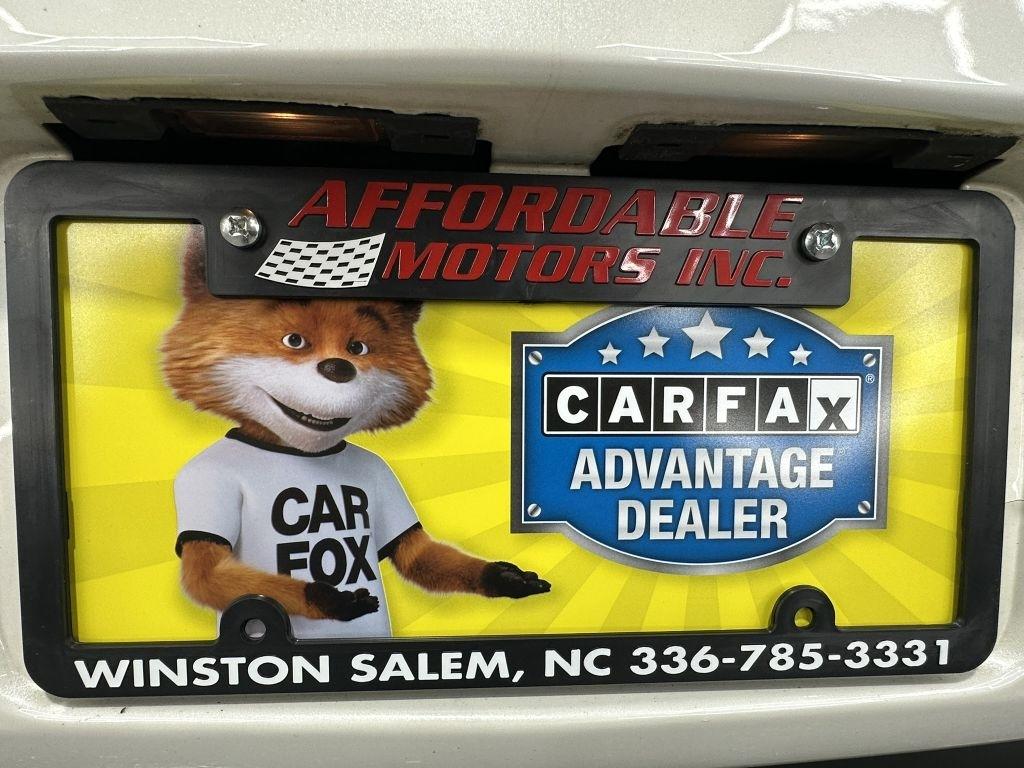 AFFORDABLE
MOTORS INC.
CAR
FOX
CARFAX®
ADVANTAGE
DEALER
WINSTON SALEM, NC 336-785-3331